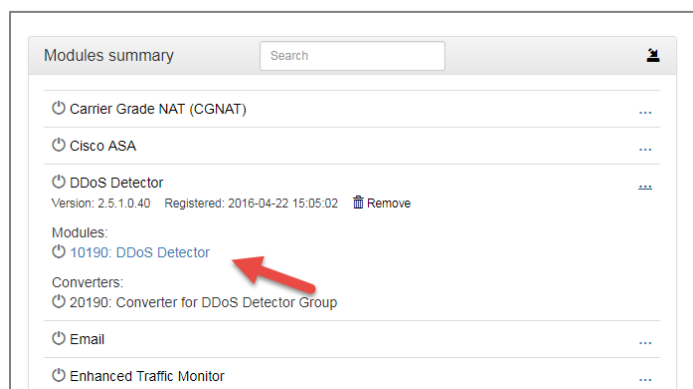 Modules summary
Search
Carrier Grade NAT (CGNAT)
...
Cisco ASA
...
DDoS Detector
...
Version: 2.5.1.0.40 Registered: 2016-04-22 15:05:02 Remove
Modules:
10190: DDoS Detector
Converters:
20190: Converter for DDoS Detector Group
Email
...
Enhanced Traffic Monitor
...